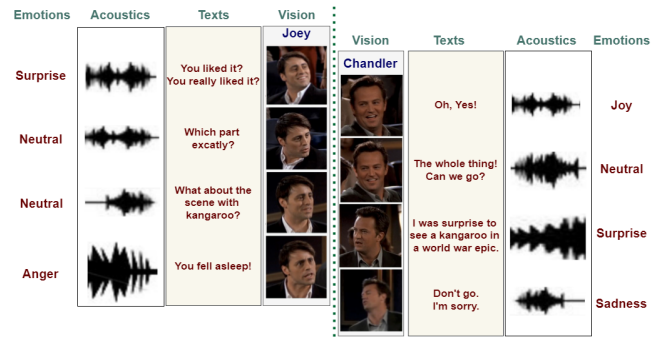 Emotions Acoustics Texts Vision
Joey
Surprise
You liked it?
You really liked it?
Neutral
Which part
excatly?
Neutral
What about the
scene with
kangaroo?
Anger
You fell asleep!
Vision Texts Acoustics Emotions
Chandler
Oh, Yes!
Joy
The whole thing!
Can we go?
Neutral
I was surprise to
see a kangaroo in
a world war epic.
Surprise
Don't go.
I'm sorry.
Sadness